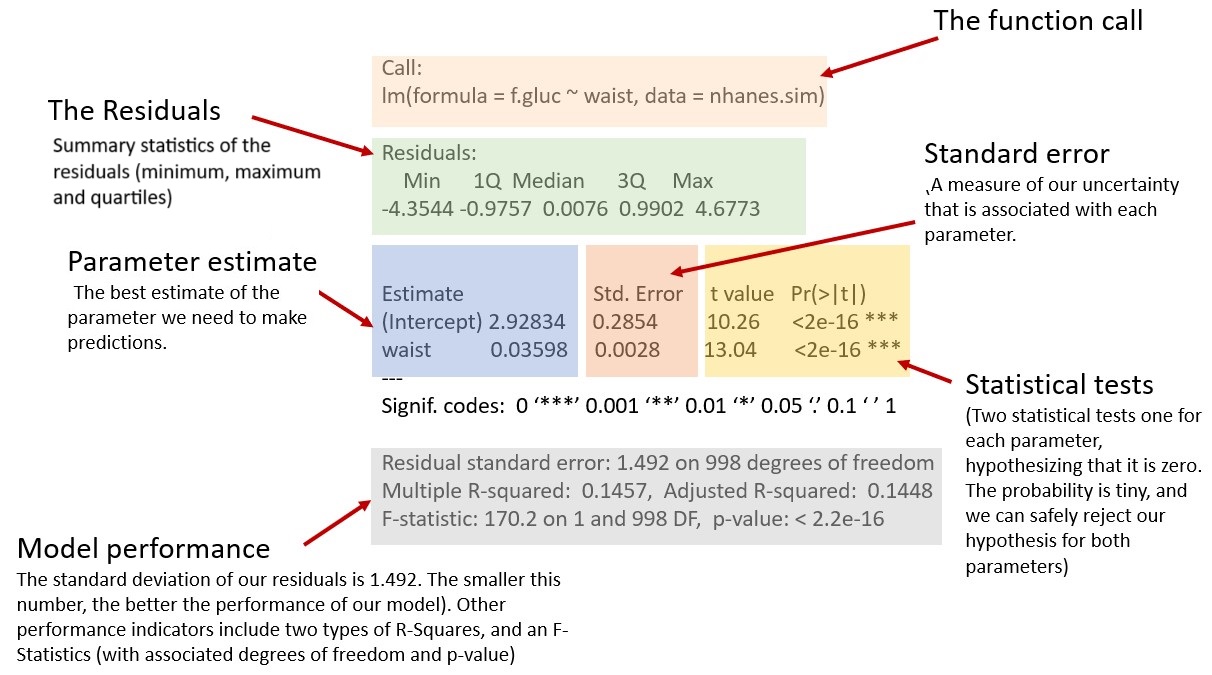 The function call
Call:
lm(formula = f.gluc ~ waist, data = nhanes.sim)
The Residuals
Summary statistics of the
residuals (minimum, maximum
and quartiles)
Residuals:
Min 1Q Median 3Q Max
-4.3544 -0.9757 0.0076 0.9902 4.6773
Standard error
‚A measure of our uncertainty
that is associated with each
parameter.
Parameter estimate
The best estimate of the
parameter we need to make
predictions.
Estimate Std. Error t value Pr(>|t|)
(Intercept) 2.92834 0.2854 10.26 <2e-16 ***
waist 0.03598 0.0028 13.04 <2e-16 ***
---
Signif. codes: 0 ‘***’ 0.001 ‘**’ 0.01 ‘*’ 0.05 ‘.’ 0.1 ‘ ’ 1
Statistical tests
(Two statistical tests one for
each parameter,
hypothesizing that it is zero.
The probability is tiny, and
we can safely reject our
hypothesis for both
parameters)
Residual standard error: 1.492 on 998 degrees of freedom
Multiple R-squared: 0.1457, Adjusted R-squared: 0.1448
F-statistic: 170.2 on 1 and 998 DF, p-value: < 2.2e-16
Model performance
The standard deviation of our residuals is 1.492. The smaller this
number, the better the performance of our model). Other
performance indicators include two types of R-Squares, and an F-
Statistics (with associated degrees of freedom and p-value)